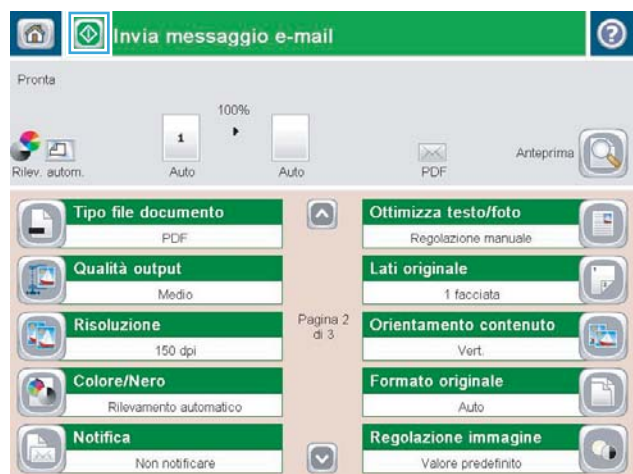 Invia messaggio e-mail
Pronta
100%
1
Rilev. autom.
Auto
Auto
PDF
Anteprima
Tipo file documento
PDF
Qualità output
Medio
Risoluzione
150 dpi
Colore/Nero
Rilevamento automatico
Notifica
Non notificare
Pagina 2
di 3
Ottimizza testo/foto
Regolazione manuale
Lati originale
1 facciata
Orientamento contenuto
Vert.
Formato originale
Auto
Regolazione immagine
Valore predefinito